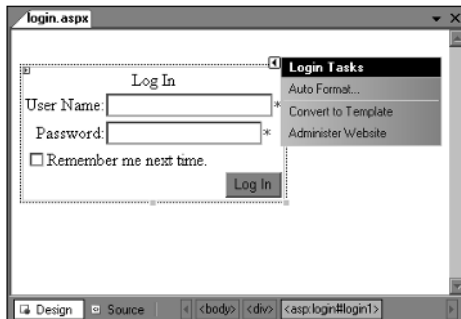 login.aspx
Log In
User Name: *
Password: *
Remember me next time.
Log In
Login Tasks
Auto Format...
Convert to Template
Administer Website
Design Source <body> <div> <asp:login#login1>